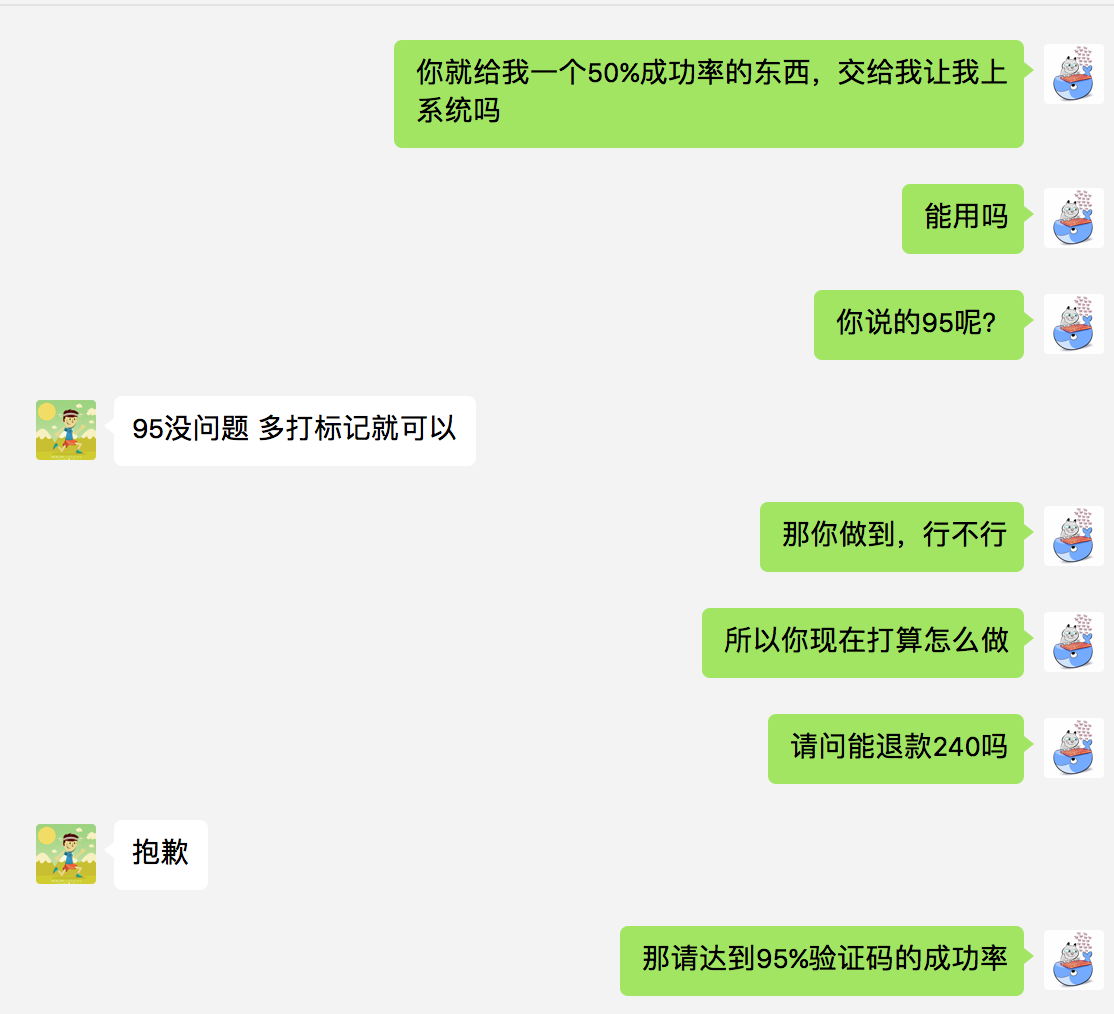 你就给我一个50%成功率的东西，交给我让我上
系统吗
能用吗
你说的95呢?
95没问题 多打标记就可以
那你做到，行不行
所以你现在打算怎么做
请问能退款240吗
抱歉
那请达到95%验证码的成功率